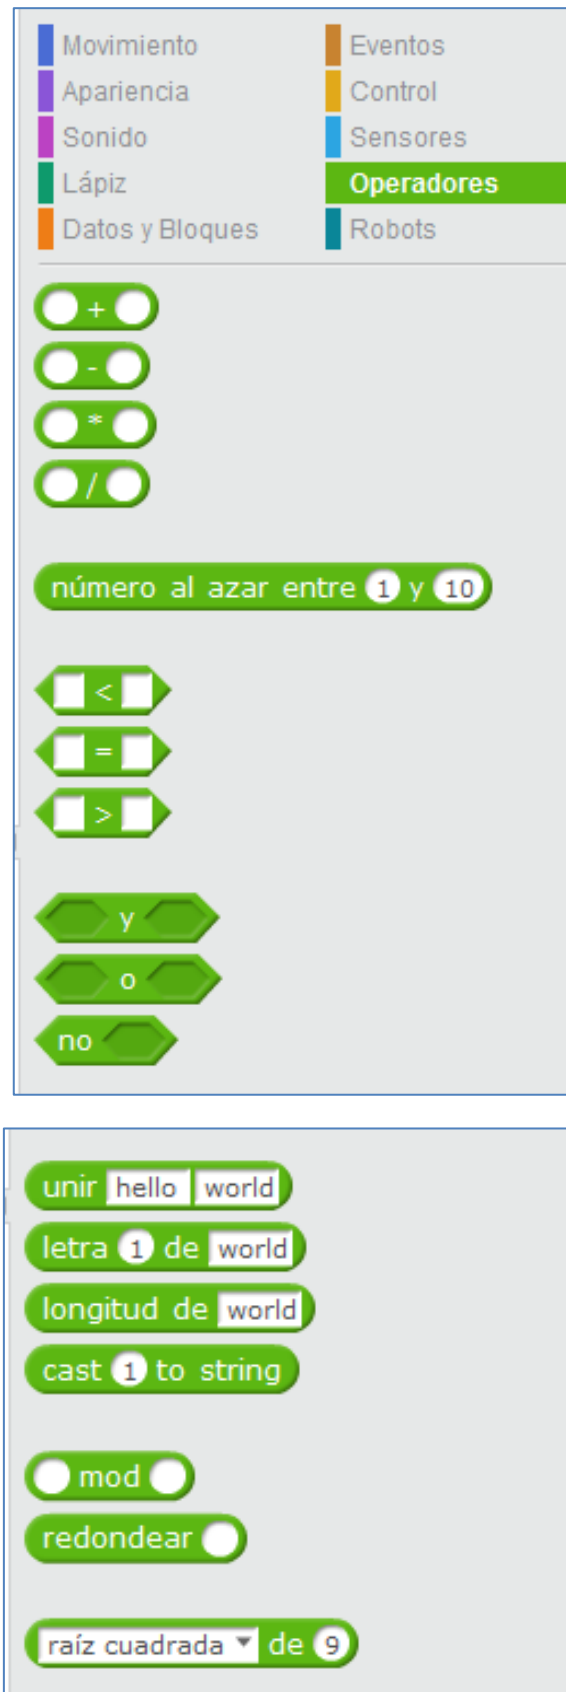 Movimiento Eventos
Apariencia Control
Sonido Sensores
Lápiz Operadores
Datos y Bloques Robots
+
-
*
/
número al azar entre 1 y 10
<
=
>
y
o
no
unir hello world
letra 1 de world
longitud de world
cast 1 to string
mod
redondear
raíz cuadrada de 9